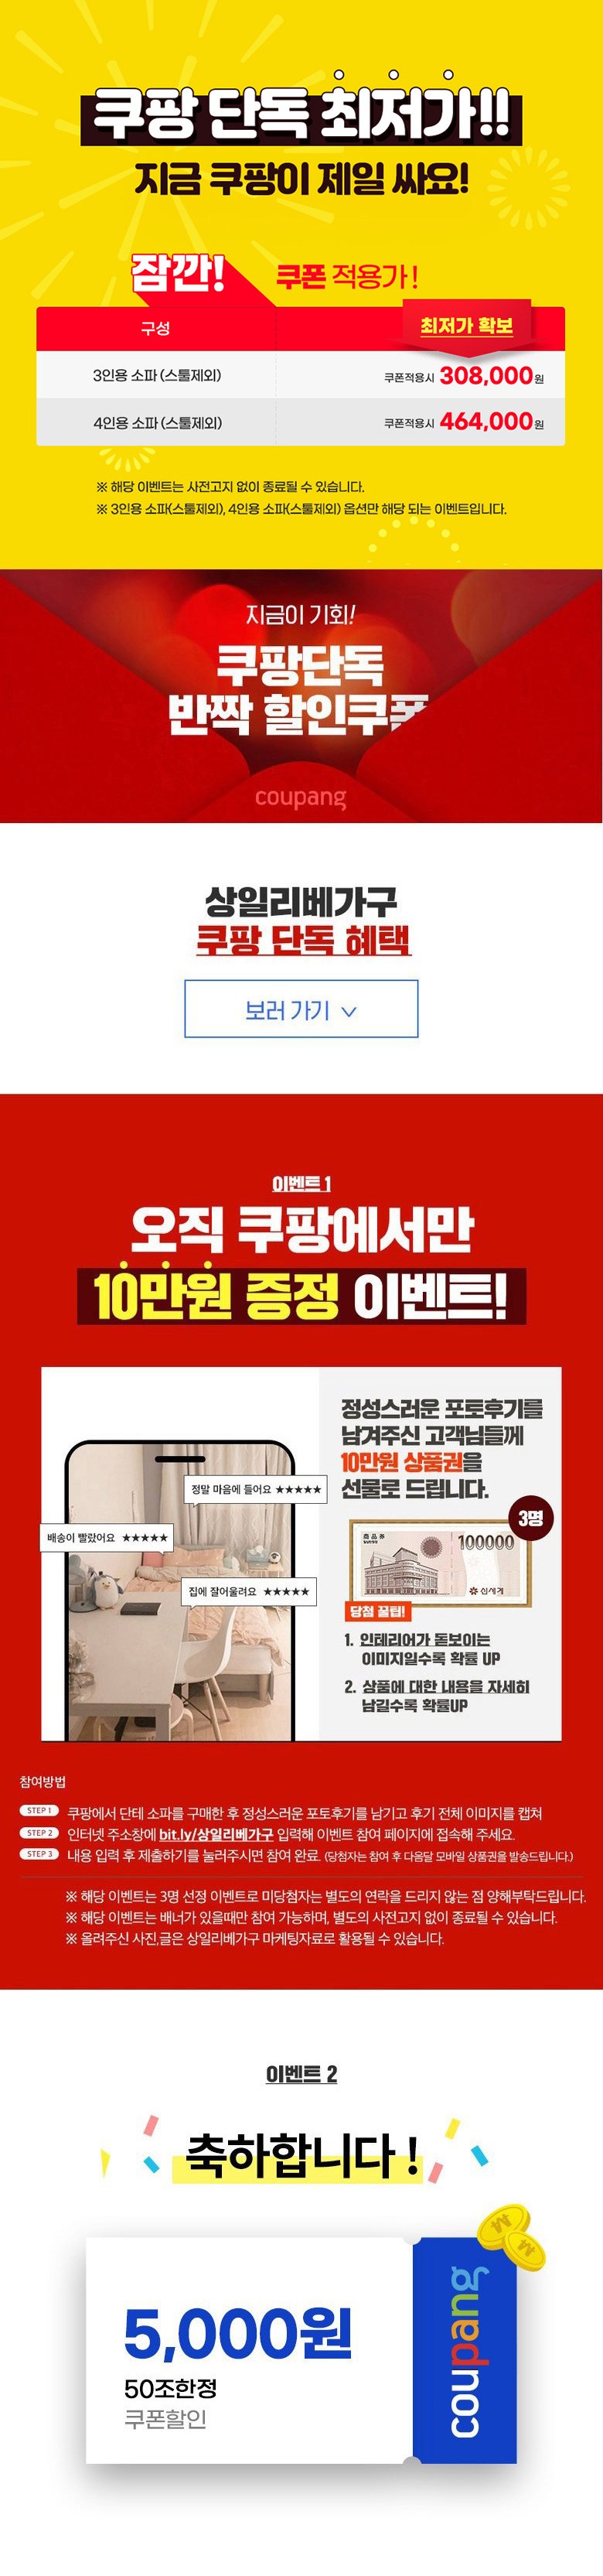 쿠팡 단독 최저가!!
지금 쿠팡이 제일 싸요!
잠깐! 쿠폰 적용가!
구성 최저가 확보
3인용 소파 (스툴제외) 쿠폰적용시 308,000원
4인용 소파 (스툴제외) 쿠폰적용시 464,000원
※ 해당 이벤트는 사전고지 없이 종료될 수 있습니다.
※ 3인용 소파(스툴제외), 4인용 소파(스툴제외) 옵션만 해당 되는 이벤트입니다.
지금이 기회!
쿠팡단독
반짝 할인쿠폰
coupang
상일리베가구
쿠팡 단독 혜택
보러 가기
이벤트 1
오직 쿠팡에서만
10만원 증정 이벤트!
정말 마음에 들어요 ★★★★★
배송이 빨랐어요 ★★★★★
집에 잘어울려요 ★★★★★
정성스러운 포토후기를
남겨주신 고객님들께
10만원 상품권을
선물로 드립니다.
3명
商品券
100000
신세계
당첨 꿀팁!
1. 인테리어가 돋보이는
이미지일수록 확률 UP
2. 상품에 대한 내용을 자세히
남길수록 확률UP
참여방법
STEP 1 쿠팡에서 단테 소파를 구매한 후 정성스러운 포토후기를 남기고 후기 전체 이미지를 캡쳐
STEP 2 인터넷 주소창에 bit.ly/상일리베가구 입력해 이벤트 참여 페이지에 접속해 주세요.
STEP 3 내용 입력 후 제출하기를 눌러주시면 참여 완료. (당첨자는 참여 후 다음달 모바일 상품권을 발송드립니다.)
※ 해당 이벤트는 3명 선정 이벤트로 미당첨자는 별도의 연락을 드리지 않는 점 양해부탁드립니다.
※ 해당 이벤트는 배너가 있을때만 참여 가능하며, 별도의 사전고지 없이 종료될 수 있습니다.
※ 올려주신 사진,글은 상일리베가구 마케팅자료로 활용될 수 있습니다.
이벤트 2
축하합니다 !
5,000원
50조한정
쿠폰할인
coupang